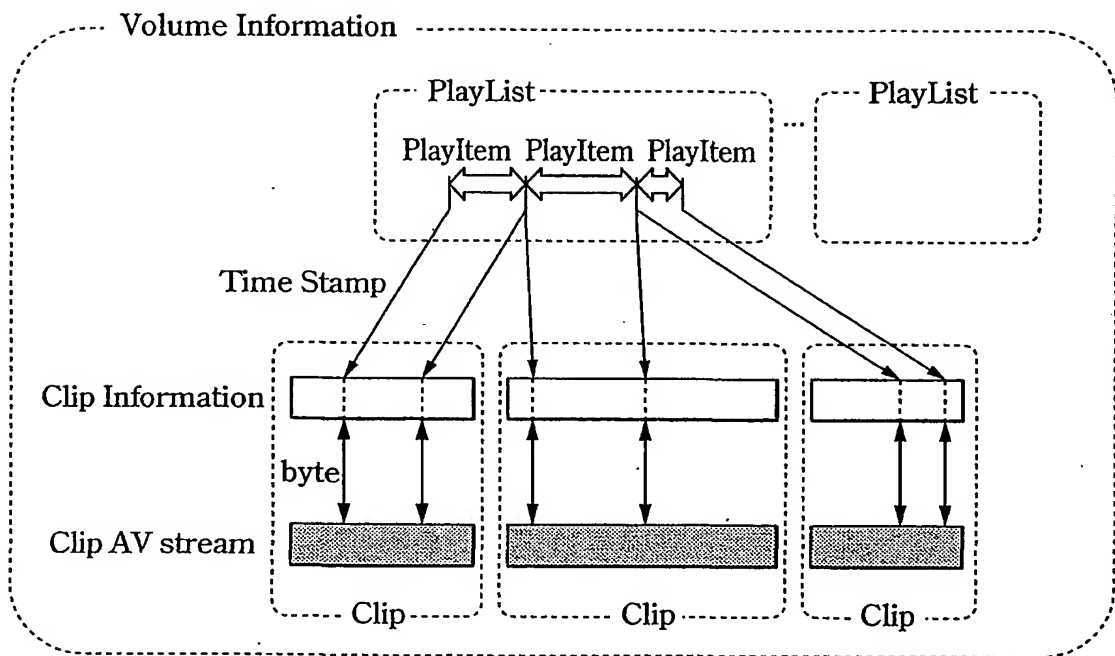 Volume Information
PlayList
PlayList
...
PlayItem PlayItem PlayItem
Time Stamp
Clip Information
byte
Clip AV stream
Clip
Clip
Clip